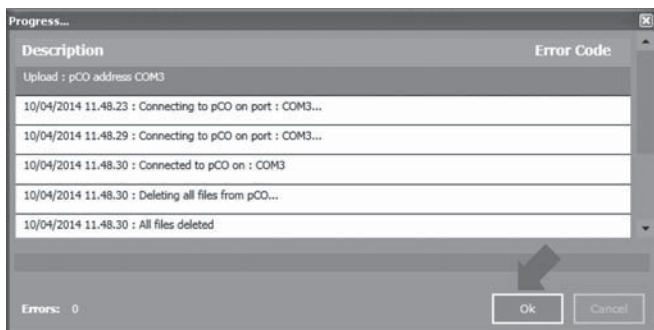 Progress...
Description Error Code
Upload : pCO address COM3
10/04/2014 11.48.23 : Connecting to pCO on port : COM3...
10/04/2014 11.48.29 : Connecting to pCO on port : COM3...
10/04/2014 11.48.30 : Connected to pCO on : COM3
10/04/2014 11.48.30 : Deleting all files from pCO...
10/04/2014 11.48.30 : All files deleted
Errors: 0 Ok Cancel